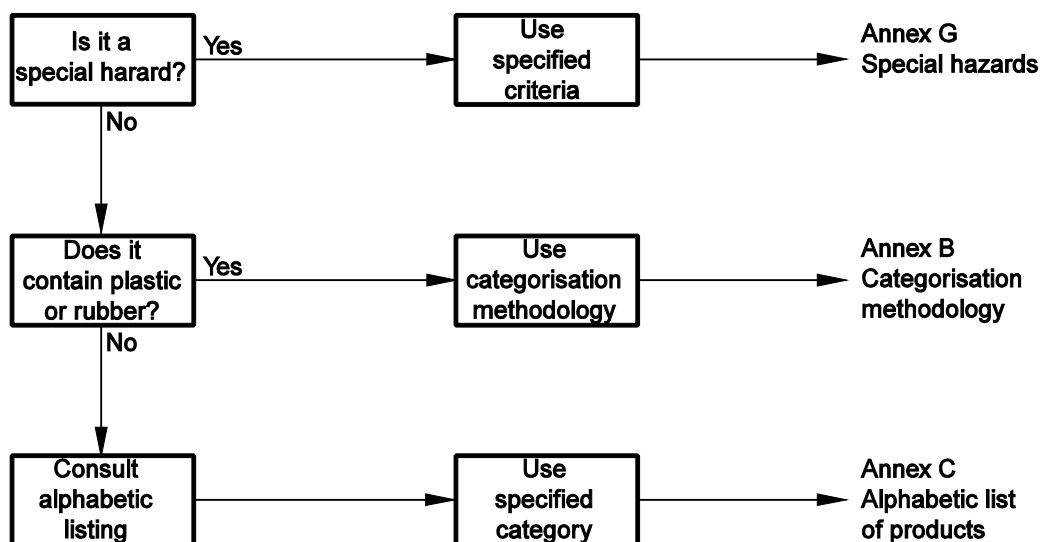 Is it a
special harard?
Yes
Use
specified
criteria
Annex G
Special hazards
No
Does it
contain plastic
or rubber?
Yes
Use
categorisation
methodology
Annex B
Categorisation
methodology
No
Consult
alphabetic
listing
Use
specified
category
Annex C
Alphabetic list
of products